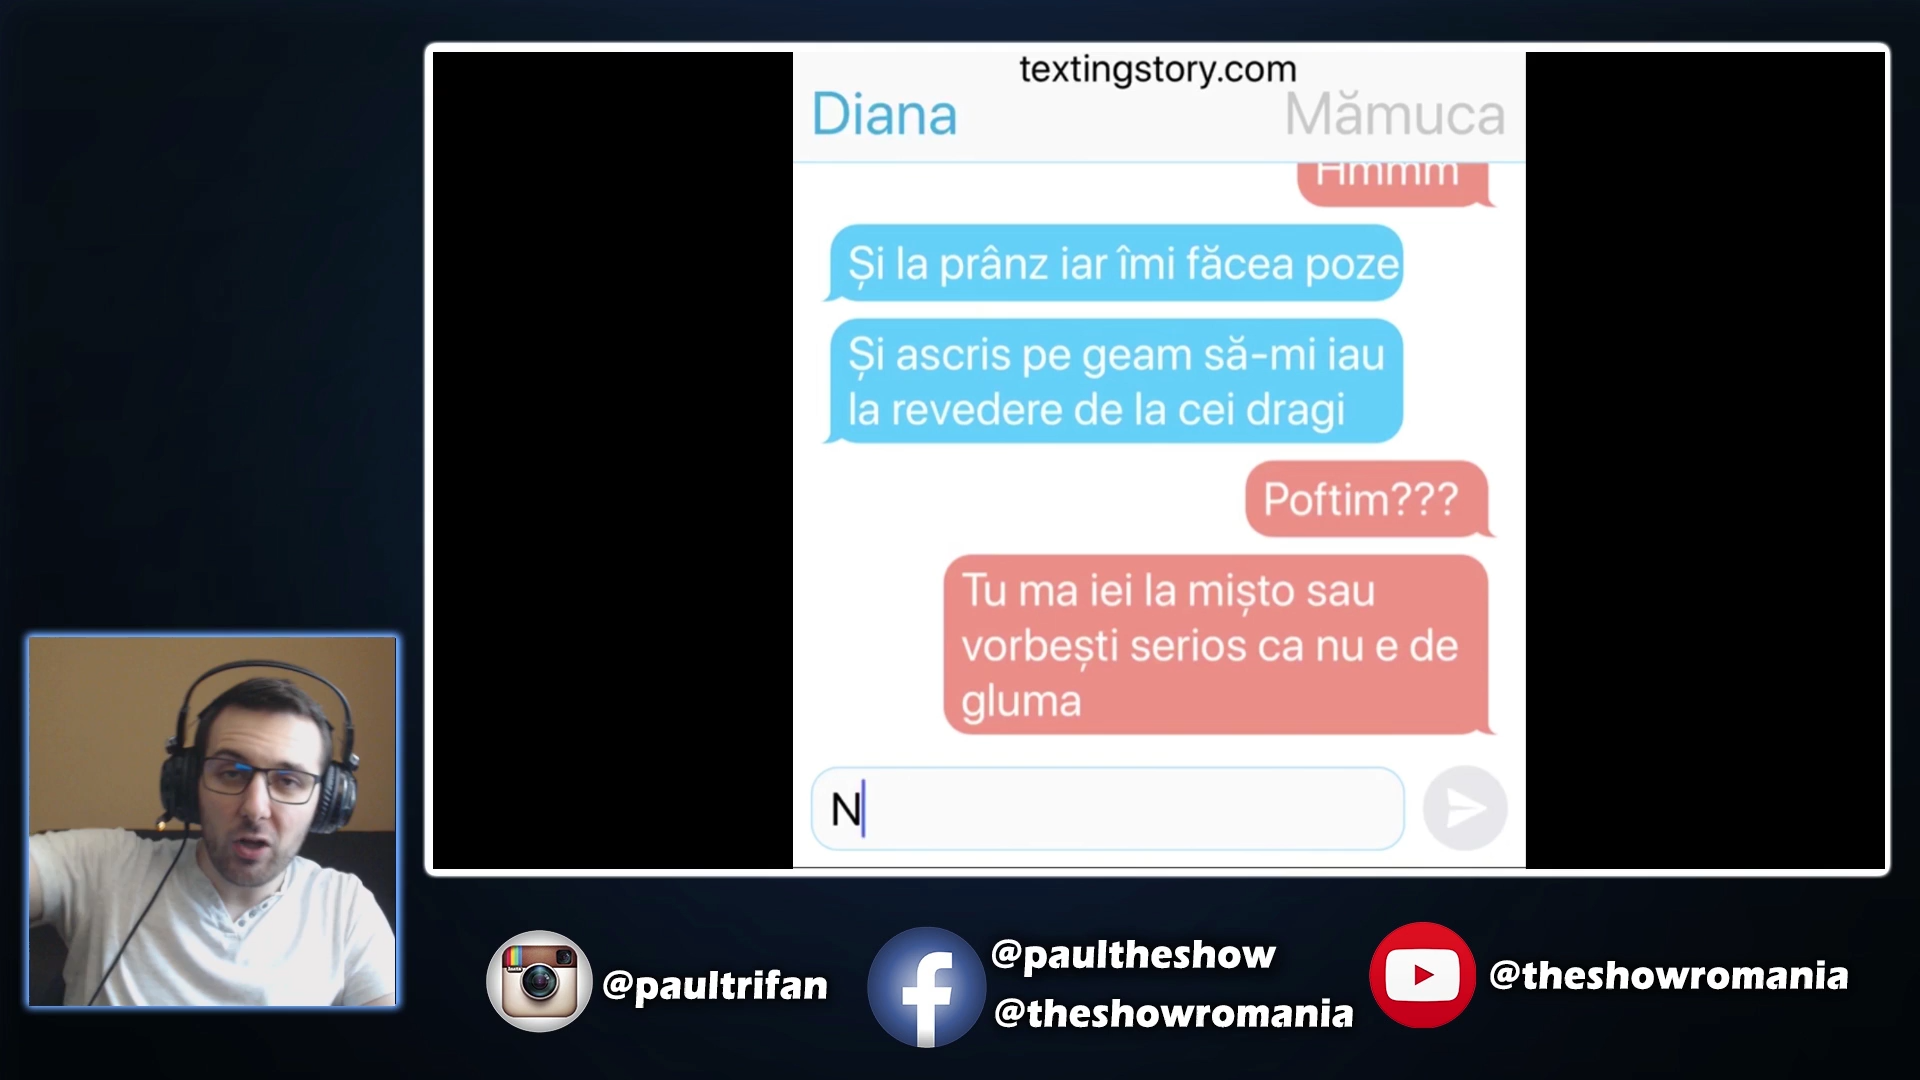 textingstory.com
Diana
Mămuca
Hmmm
Și la prânz iar îmi făcea poze
Și ascris pe geam să-mi iau
la revedere de la cei dragi
Poftim???
Tu ma iei la mișto sau
vorbești serios ca nu e de
gluma
N
@paultrifan
@paultheshow
@theshowromania
@theshowromania